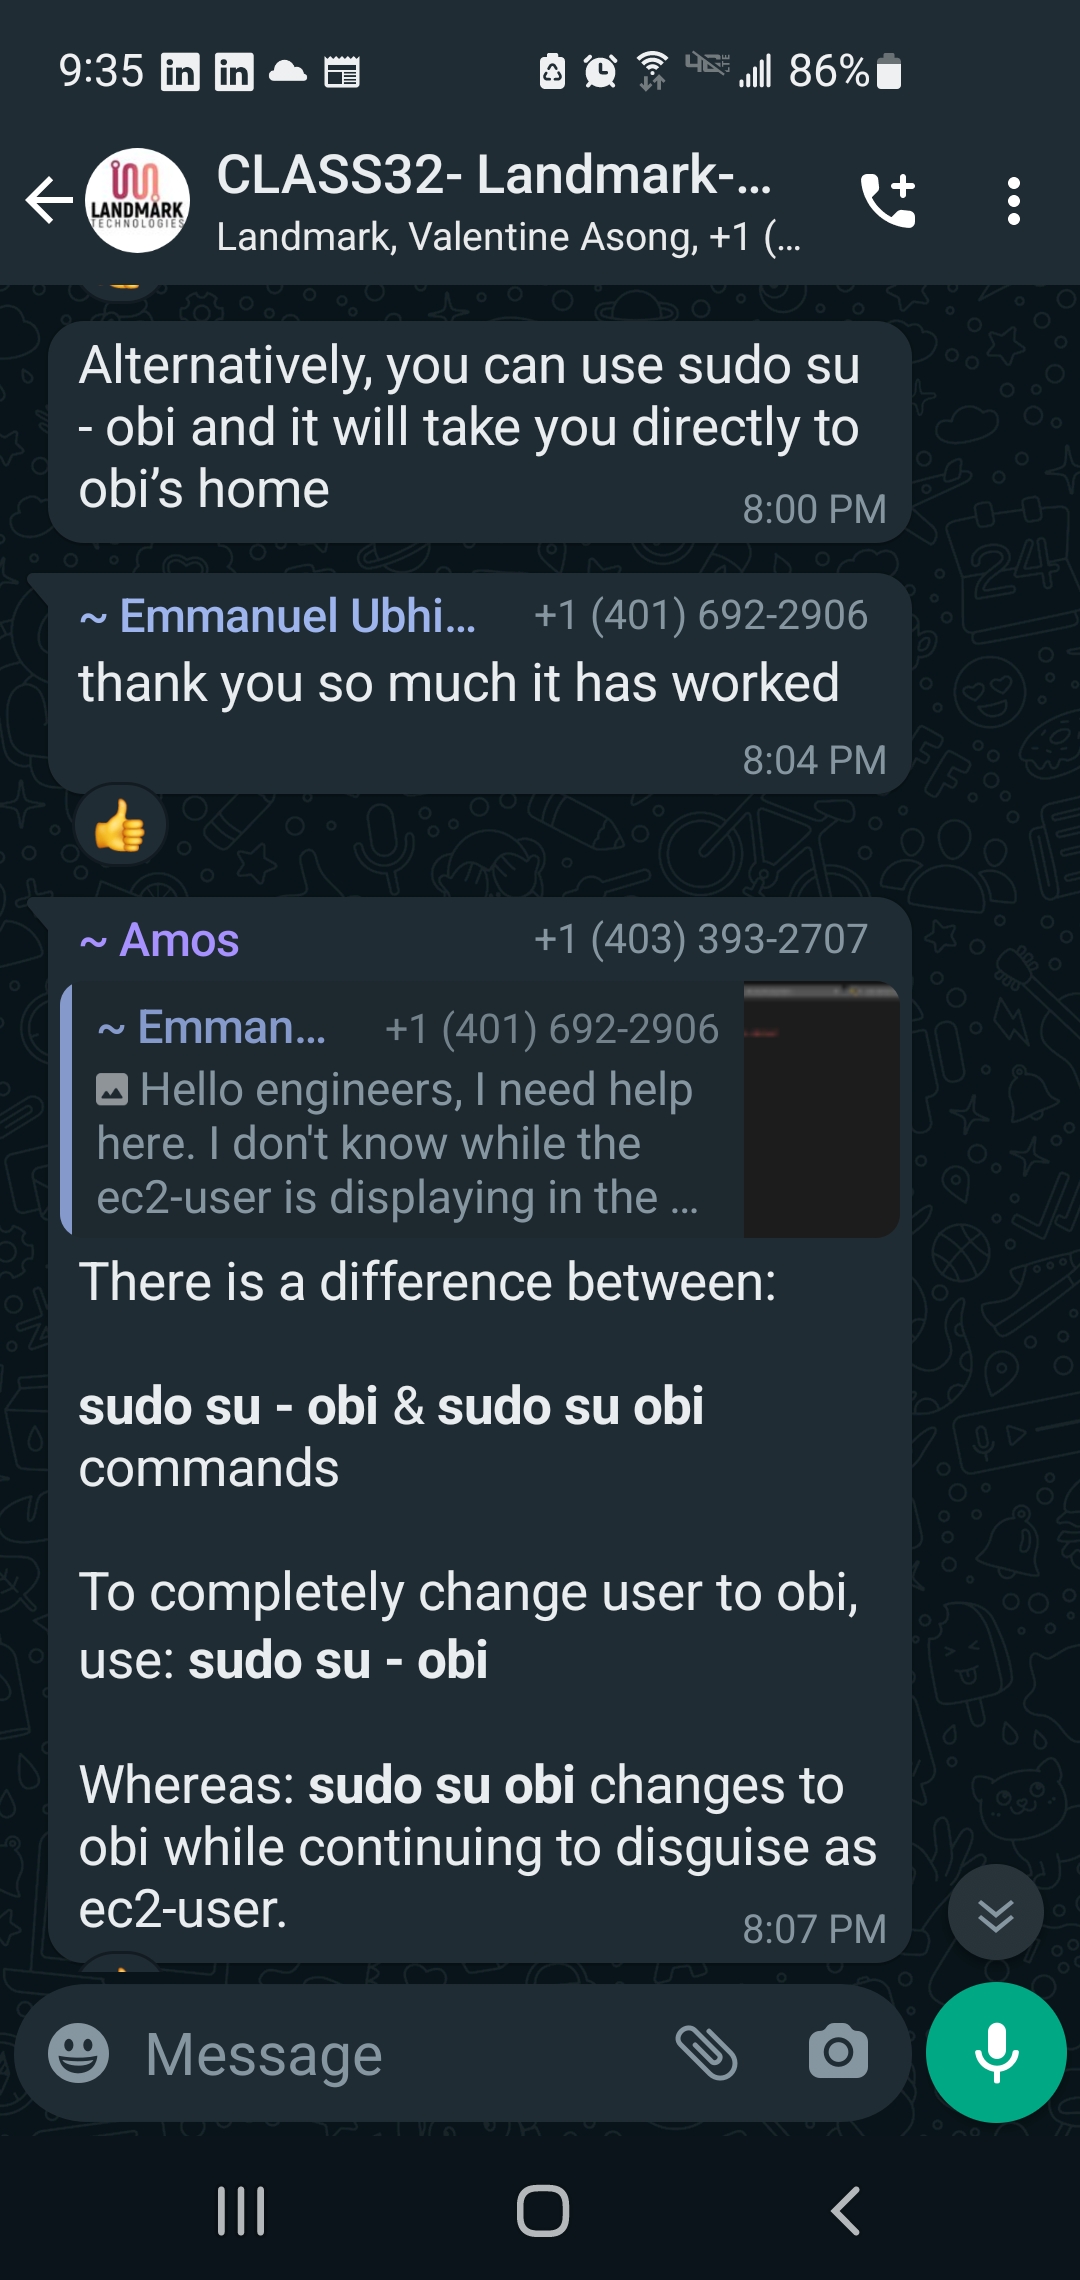 9:35
in in
4G LTE
86%
LANDMARK
TECHNOLOGIES
CLASS32- Landmark-...
Landmark, Valentine Asong, +1 (...
Alternatively, you can use sudo su
- obi and it will take you directly to
obi’s home
8:00 PM
~ Emmanuel Ubhi... +1 (401) 692-2906
thank you so much it has worked
8:04 PM
~ Amos +1 (403) 393-2707
~ Emman... +1 (401) 692-2906
Hello engineers, I need help
here. I don't know while the
ec2-user is displaying in the ...
There is a difference between:
sudo su - obi & sudo su obi
commands
To completely change user to obi,
use: sudo su - obi
Whereas: sudo su obi changes to
obi while continuing to disguise as
ec2-user.
8:07 PM
Message